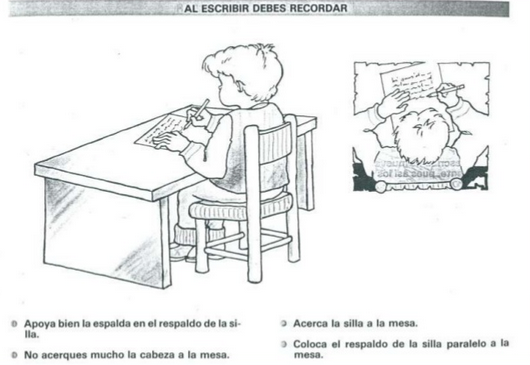 AL ESCRIBIR DEBES RECORDAR
Apoya bien la espalda en el respaldo de la si-
lla.
No acerques mucho la cabeza a la mesa.
Acerca la silla a la mesa.
Coloca el respaldo de la silla paralelo a la
mesa.